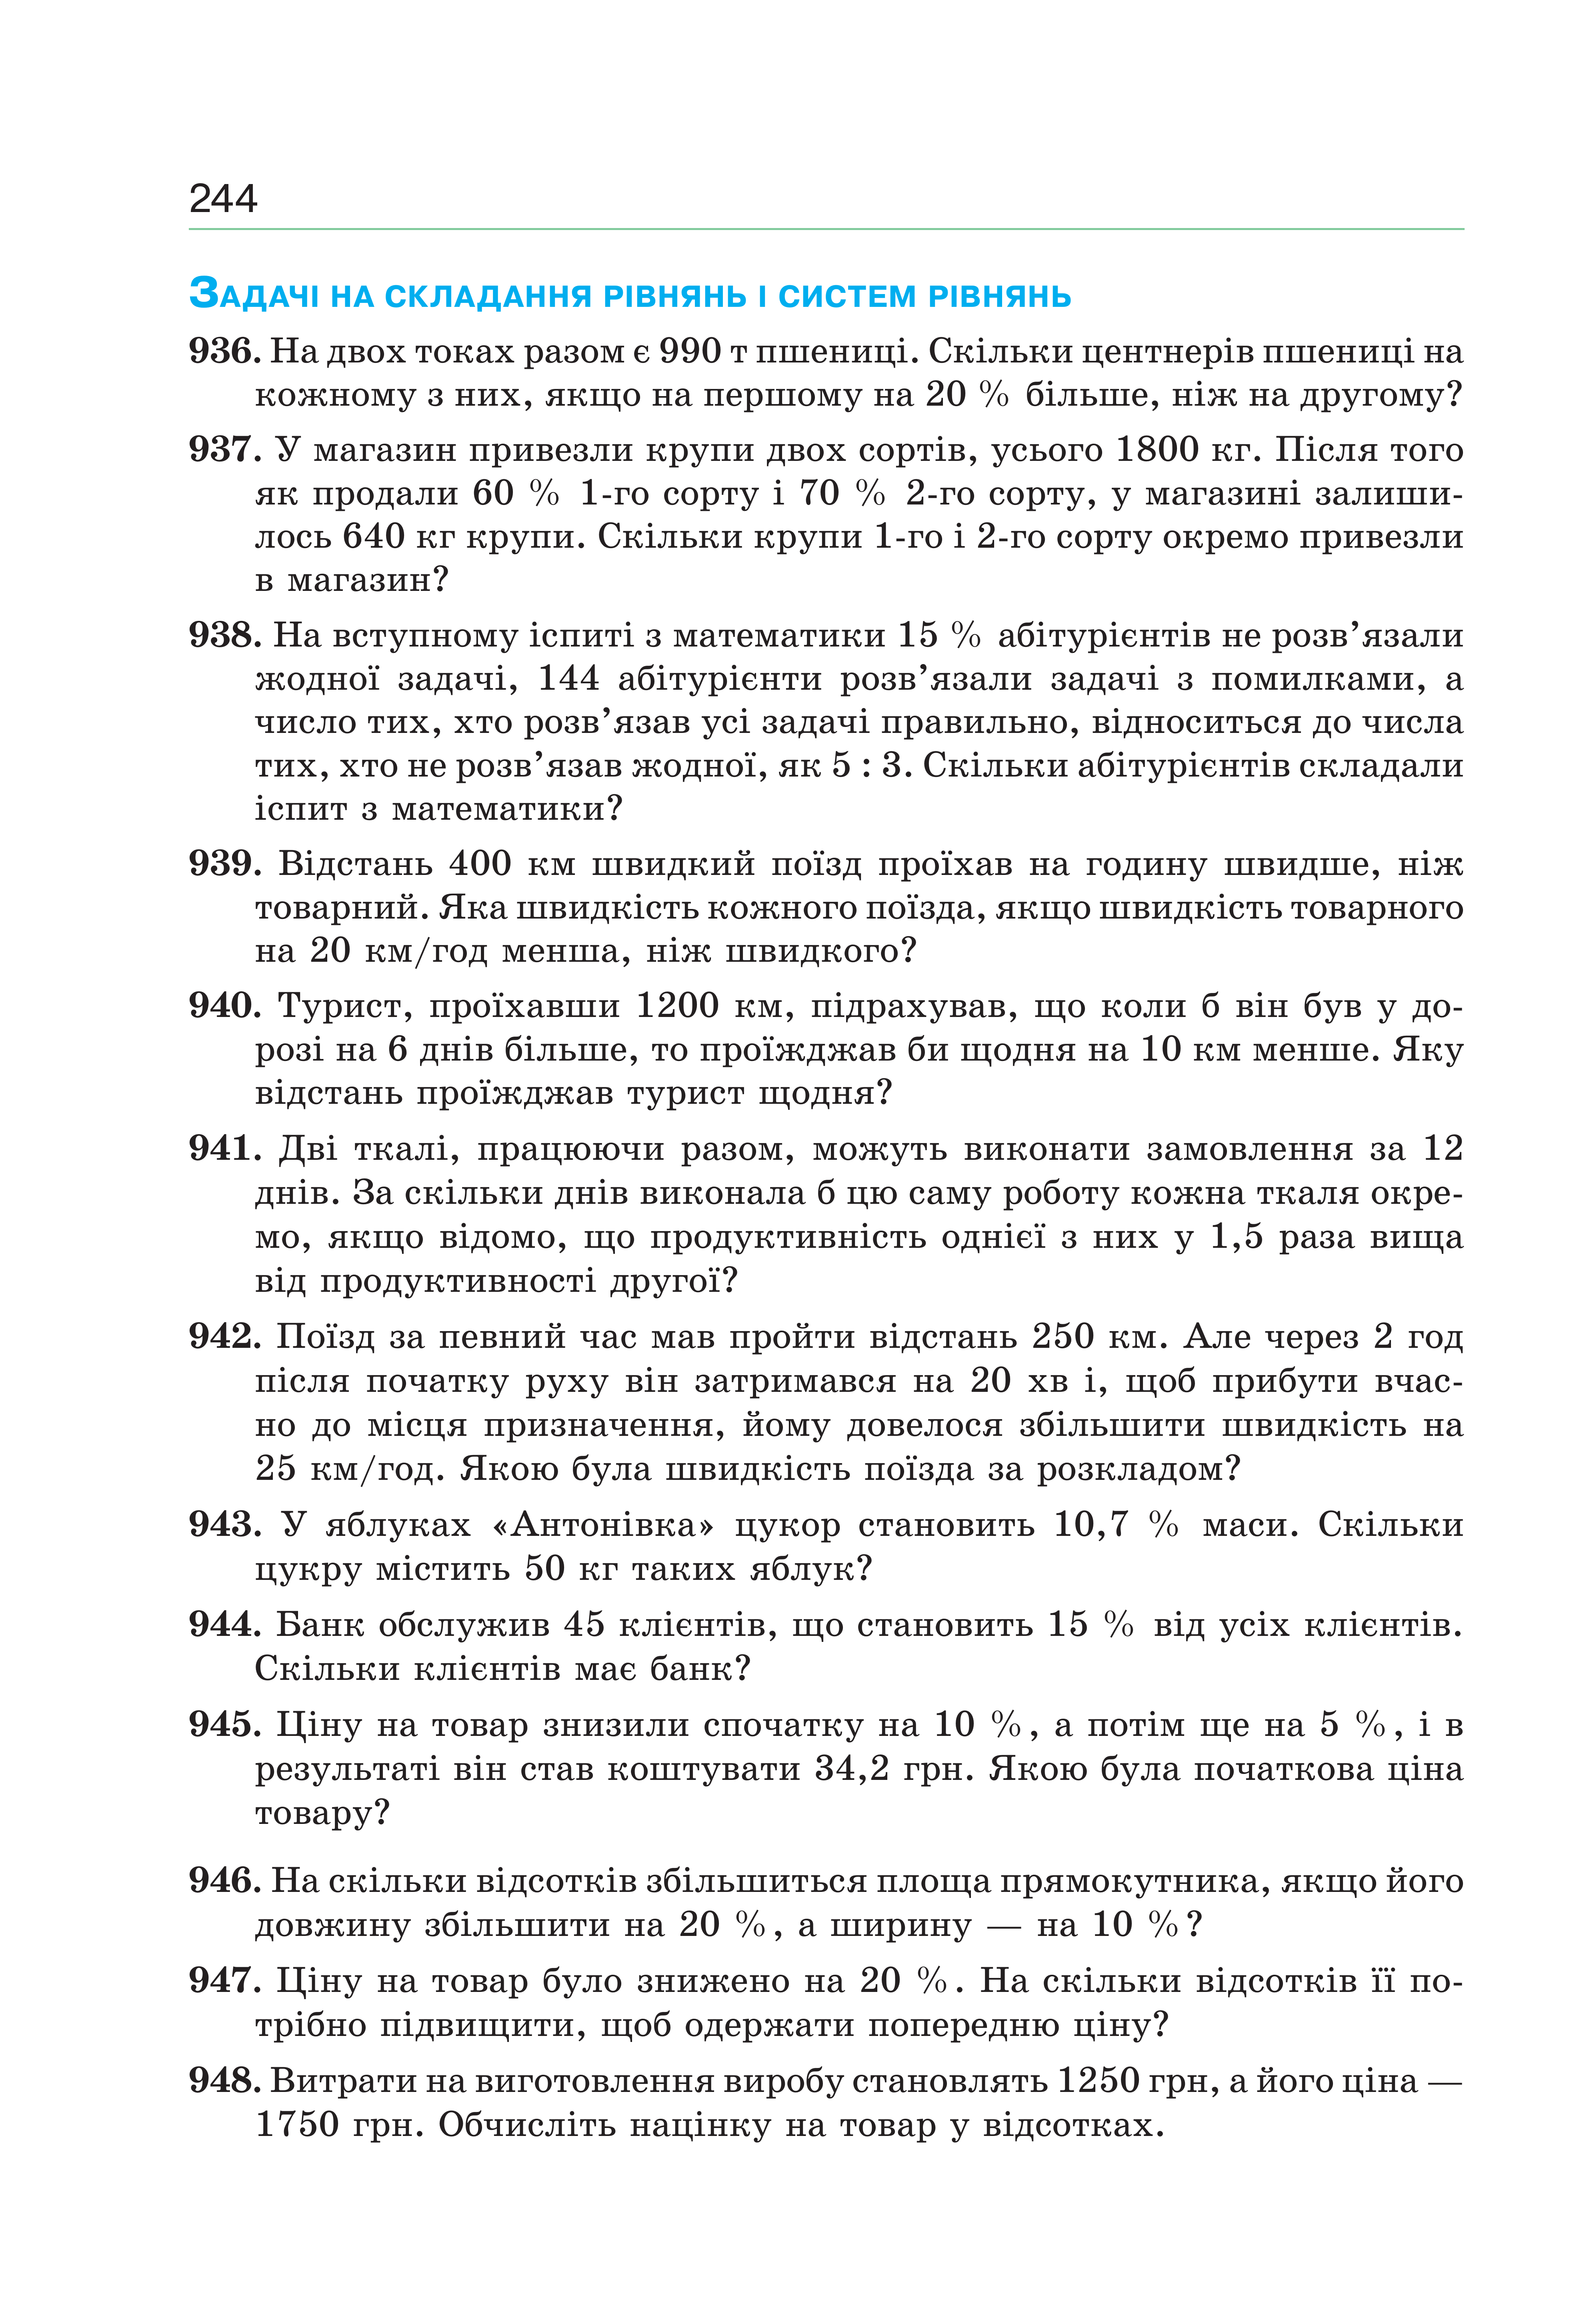 244
ЗАДАЧІ НА СКЛАДАННЯ РІВНЯНЬ І СИСТЕМ РІВНЯНЬ
936. На двох токах разом є 990 т пшениці. Скільки центнерів пшениці на
кожному з них, якщо на першому на 20 % більше, ніж на другому?
937. У магазин привезли крупи двох сортів, усього 1800 кг. Після того
як продали 60 % 1-го сорту і 70 % 2-го сорту, у магазині залиши-
лось 640 кг крупи. Скільки крупи 1-го і 2-го сорту окремо привезли
в магазин?
938. На вступному іспиті з математики 15 % абітурієнтів не розв’язали
жодної задачі, 144 абітурієнти розв’язали задачі з помилками, а
число тих, хто розв’язав усі задачі правильно, відноситься до числа
тих, хто не розв’язав жодної, як 5 : 3. Скільки абітурієнтів складали
іспит з математики?
939. Відстань 400 км швидкий поїзд проїхав на годину швидше, ніж
товарний. Яка швидкість кожного поїзда, якщо швидкість товарного
на 20 км/год менша, ніж швидкого?
940. Турист, проїхавши 1200 км, підрахував, що коли б він був у до-
розі на 6 днів більше, то проїжджав би щодня на 10 км менше. Яку
відстань проїжджав турист щодня?
941. Дві ткалі, працюючи разом, можуть виконати замовлення за 12
днів. За скільки днів виконала б цю саму роботу кожна ткаля окре-
мо, якщо відомо, що продуктивність однієї з них у 1,5 раза вища
від продуктивності другої?
942. Поїзд за певний час мав пройти відстань 250 км. Але через 2 год
після початку руху він затримався на 20 хв і, щоб прибути вчас-
но до місця призначення, йому довелося збільшити швидкість на
25 км/год. Якою була швидкість поїзда за розкладом?
943. У яблуках «Антонівка» цукор становить 10,7 % маси. Скільки
цукру містить 50 кг таких яблук?
944. Банк обслужив 45 клієнтів, що становить 15 % від усіх клієнтів.
Скільки клієнтів має банк?
945. Ціну на товар знизили спочатку на 10 %, а потім ще на 5 %, і в
результаті він став коштувати 34,2 грн. Якою була початкова ціна
товару?
946. На скільки відсотків збільшиться площа прямокутника, якщо його
довжину збільшити на 20 %, а ширину — на 10 %?
947. Ціну на товар було знижено на 20 %. На скільки відсотків її по-
трібно підвищити, щоб одержати попередню ціну?
948. Витрати на виготовлення виробу становлять 1250 грн, а його ціна —
1750 грн. Обчисліть націнку на товар у відсотках.